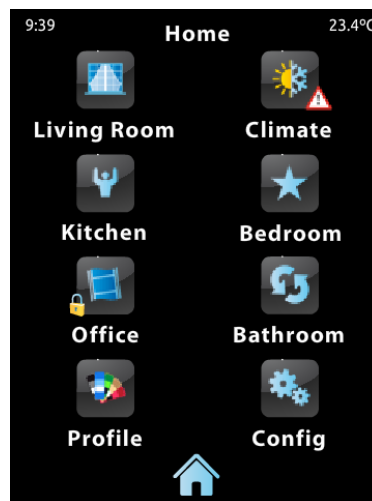 9:39
Home
23.4°C
Living Room
Climate
Kitchen
Bedroom
Office
Bathroom
Profile
Config